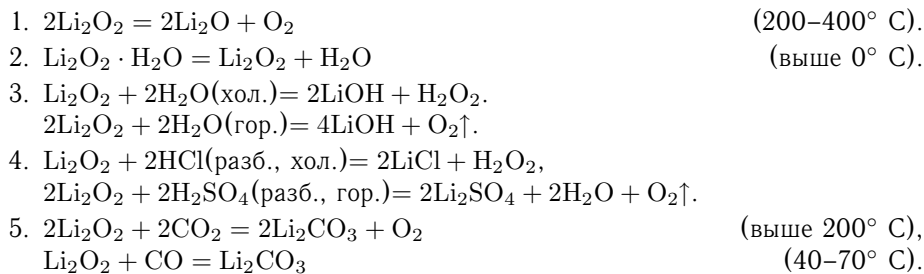 1. 2Li₂O₂ = 2Li₂O + O₂ (200–400° C).
2. Li₂O₂ · H₂O = Li₂O₂ + H₂O (выше 0° C).
3. Li₂O₂ + 2H₂O(хол.)= 2LiOH + H₂O₂.
2Li₂O₂ + 2H₂O(гор.)= 4LiOH + O₂↑.
4. Li₂O₂ + 2HCl(разб., хол.)= 2LiCl + H₂O₂,
2Li₂O₂ + 2H₂SO₄(разб., гор.)= 2Li₂SO₄ + 2H₂O + O₂↑.
5. 2Li₂O₂ + 2CO₂ = 2Li₂CO₃ + O₂ (выше 200° C),
Li₂O₂ + CO = Li₂CO₃ (40–70° C).